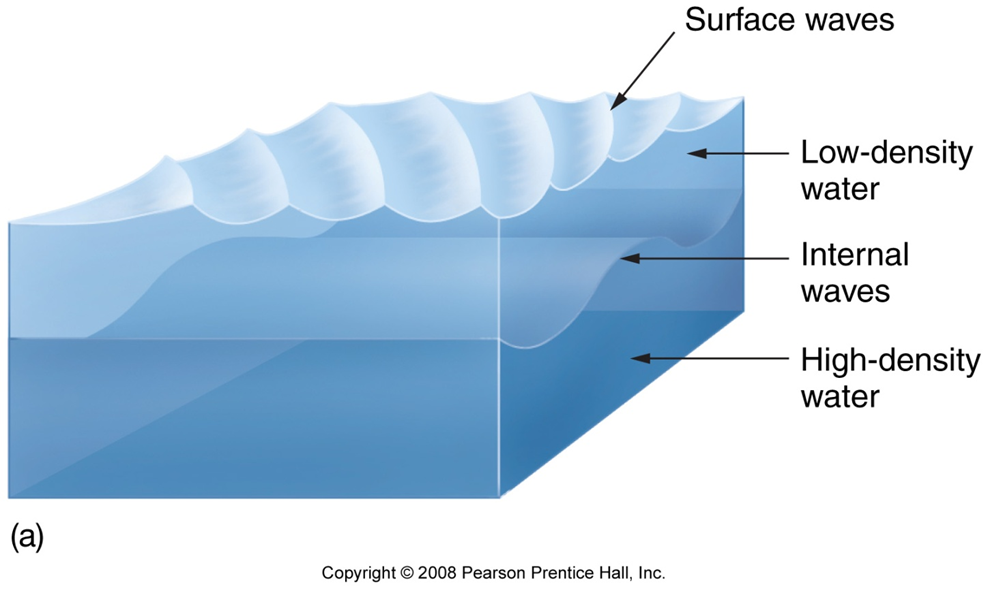 Surface waves
Low-density
water
Internal
waves
High-density
water
(a)
Copyright © 2008 Pearson Prentice Hall, Inc.